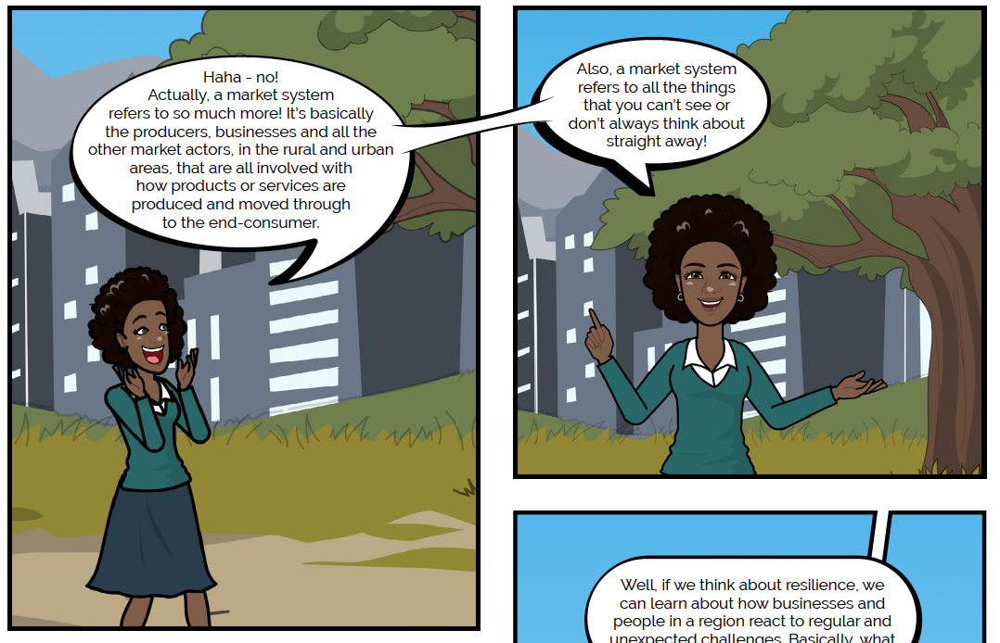 Haha - no!
Actually, a market system
refers to so much more! It's basically
the producers, businesses and all the
other market actors, in the rural and urban
areas, that are all involved with
how products or services are
produced and moved through
to the end-consumer.
Also, a market system
refers to all the things
that you can't see or
don't always think about
straight away!
Well, if we think about resilience, we
can learn about how businesses and
people in a region react to regular and
unexpected challenges. Basically, what